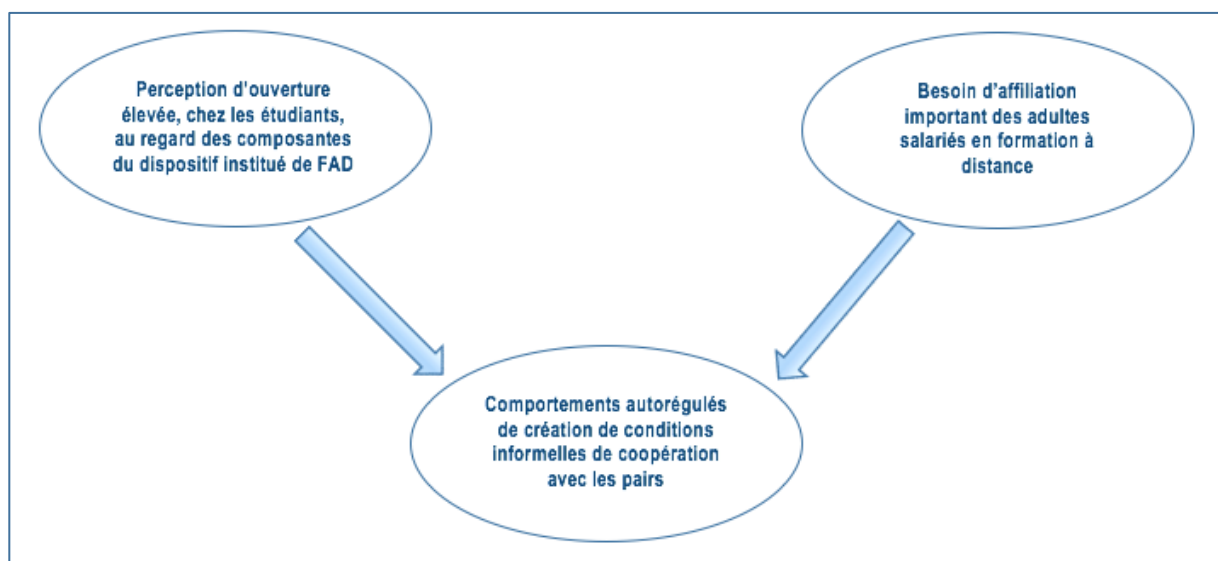 Perception d'ouverture
élevée, chez les étudiants,
au regard des composantes
du dispositif institué de FAD
Besoin d'affiliation
important des adultes
salariés en formation à
distance
Comportements autorégulés
de création de conditions
informelles de coopération
avec les pairs